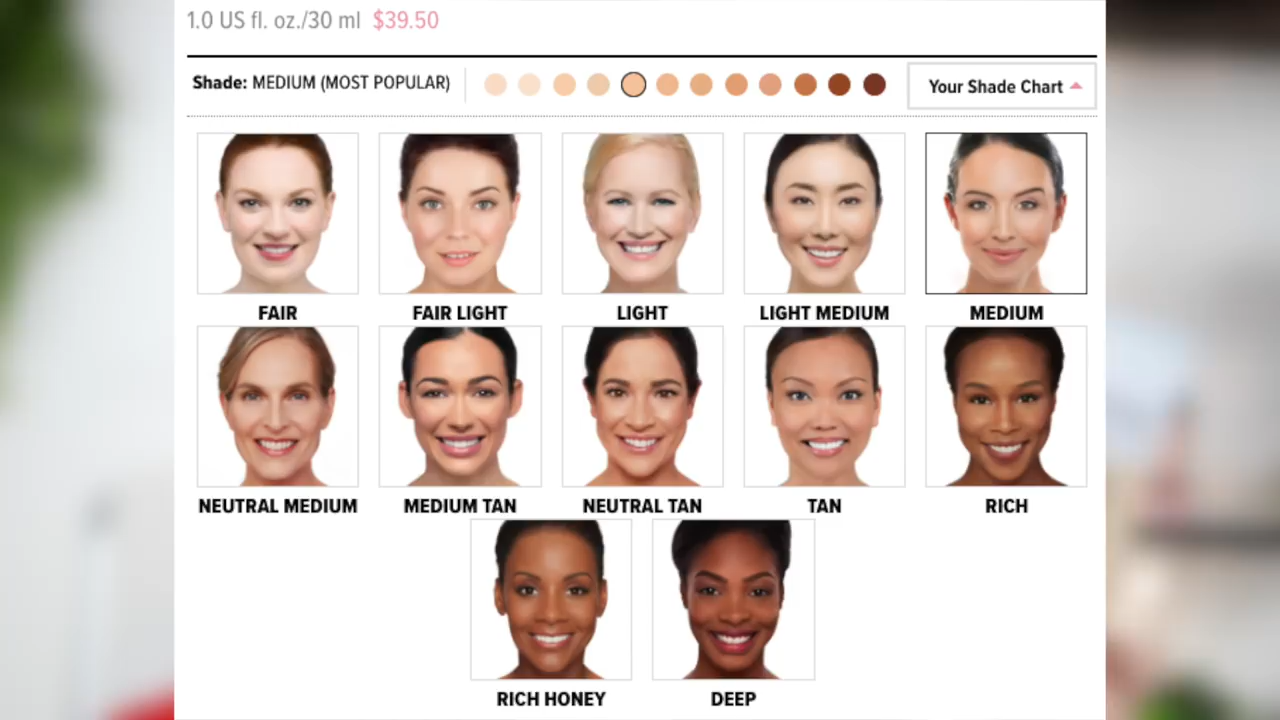 1.0 US fl. oz./30 ml $39.50
Shade: MEDIUM (MOST POPULAR) Your Shade Chart
FAIR FAIR LIGHT LIGHT LIGHT MEDIUM MEDIUM
NEUTRAL MEDIUM MEDIUM TAN NEUTRAL TAN TAN RICH
RICH HONEY DEEP